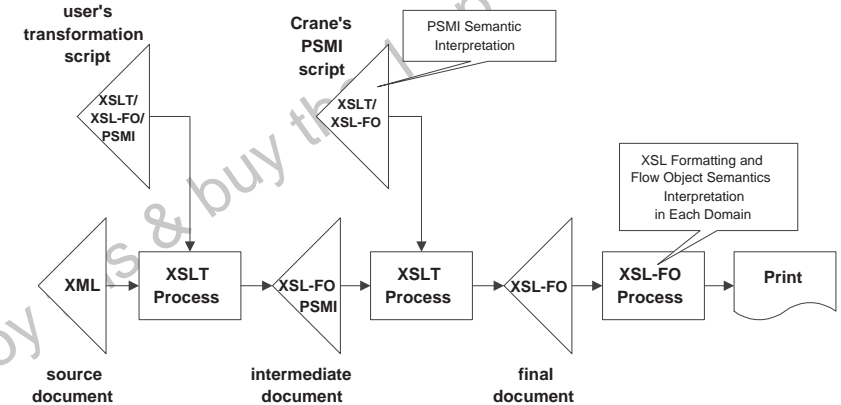 user's
transformation
script
Crane's
PSMI
script
PSMI Semantic
Interpretation
XSLT/
XSL-FO/
PSMI
XSLT/
XSL-FO
XSL Formatting and
Flow Object Semantics
Interpretation
in Each Domain
XML
XSLT
Process
XSL-FO
PSMI
XSLT
Process
XSL-FO
XSL-FO
Process
Print
source
document
intermediate
document
final
document
& buy